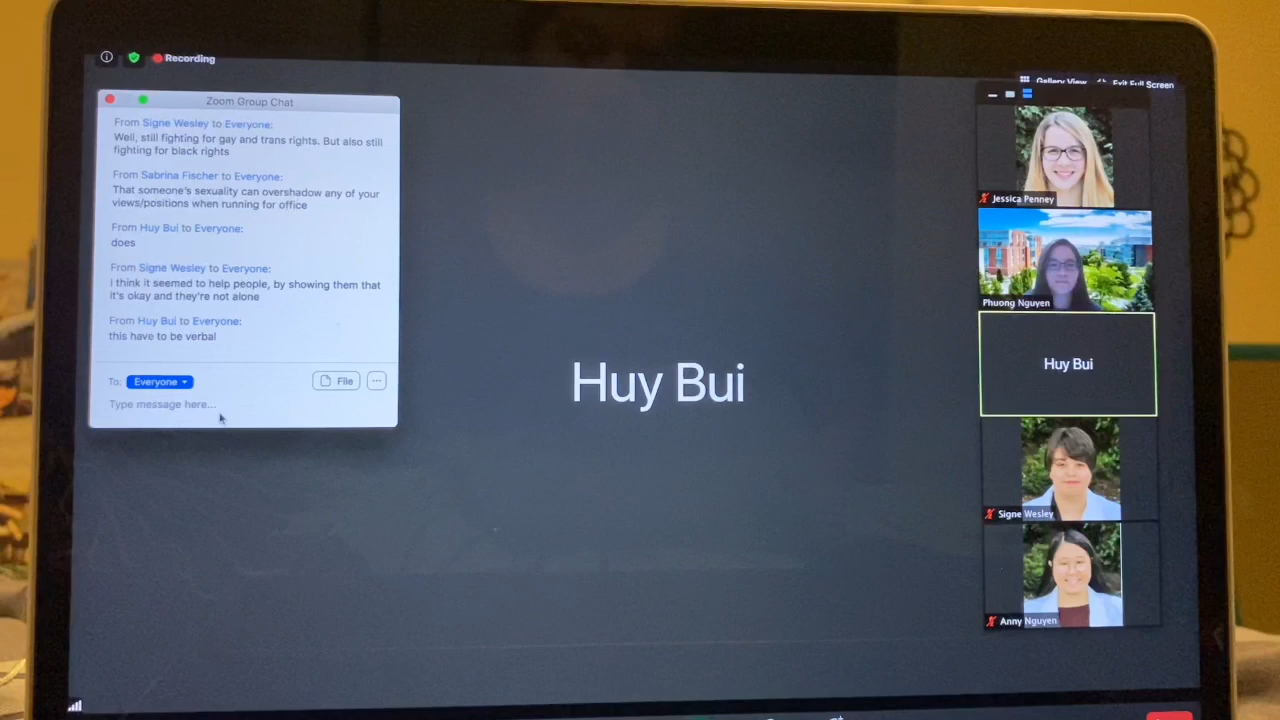 Recording
Gallery View
Exit Full Screen
Zoom Group Chat
From Signe Wesley to Everyone:
Well, still fighting for gay and trans rights. But also still
fighting for black rights
From Sabrina Fischer to Everyone:
That someone's sexuality can overshadow any of your
views/positions when running for office
From Huy Bui to Everyone:
does
From Signe Wesley to Everyone:
I think it seemed to help people, by showing them that
it's okay and they're not alone
From Huy Bui to Everyone:
this have to be verbal
To: Everyone
File
Type message here...
Huy Bui
Jessica Penney
Phuong Nguyen
Huy Bui
Signe Wesley
Anny Nguyen